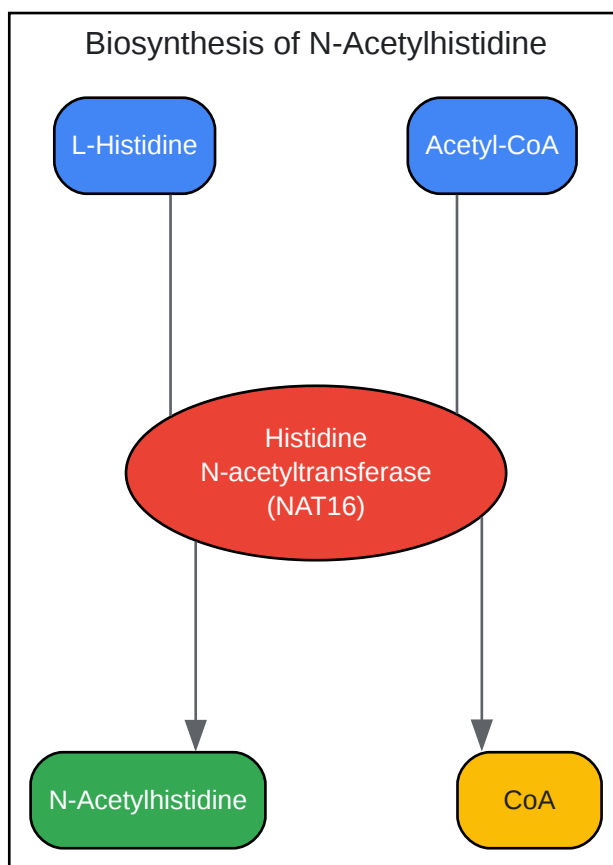 Biosynthesis of N-Acetylhistidine
L-Histidine
Acetyl-CoA
Histidine
N-acetyltransferase
(NAT16)
N-Acetylhistidine
CoA